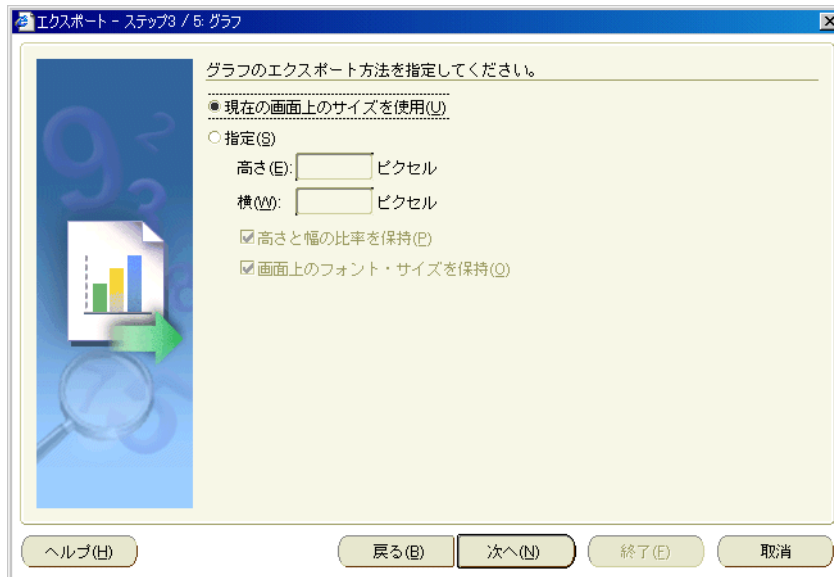 エクスポート - ステップ3 / 5: グラフ
グラフのエクスポート方法を指定してください。
現在の画面上のサイズを使用(U)
指定(S)
高さ(E): ピクセル
横(W): ピクセル
高さと幅の比率を保持(P)
画面上のフォント・サイズを保持(O)
ヘルプ(H) 戻る(B) 次へ(N) 終了(F) 取消